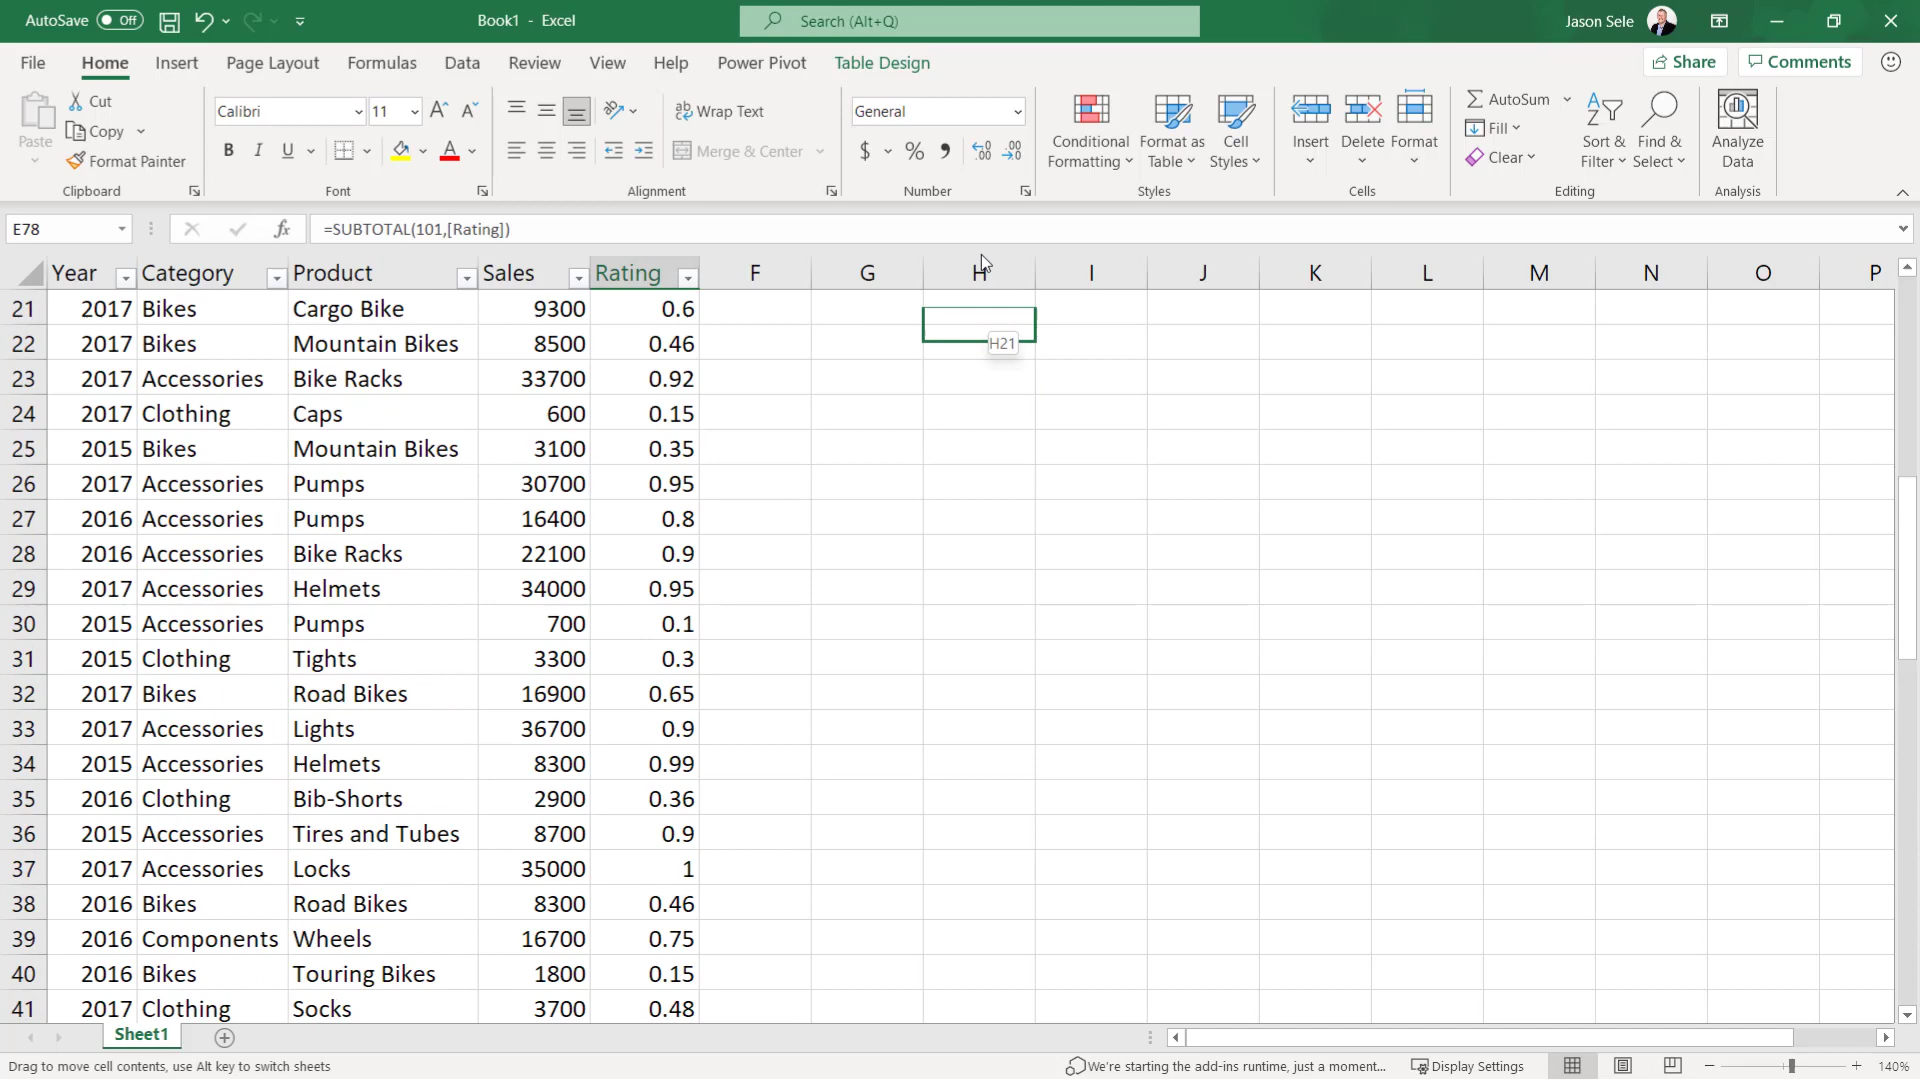 AutoSave Off Book1 - Excel Search (Alt+Q) Jason Sele
File Home Insert Page Layout Formulas Data Review View Help Power Pivot Table Design Share Comments
Paste Cut Copy Format Painter Clipboard
Calibri 11 B I U A Font
ab Wrap Text Merge & Center Alignment
General $ % , .00 Number
Conditional Formatting Format as Table Cell Styles Styles
Insert Delete Format Cells
AutoSum Fill Clear Sort & Filter Find & Select Editing
Analyze Data Analysis
E78 fx =SUBTOTAL(101,[Rating])
Year Category Product Sales Rating F G H I J K L M N O P
21 2017 Bikes Cargo Bike 9300 0.6
22 2017 Bikes Mountain Bikes 8500 0.46 H21
23 2017 Accessories Bike Racks 33700 0.92
24 2017 Clothing Caps 600 0.15
25 2015 Bikes Mountain Bikes 3100 0.35
26 2017 Accessories Pumps 30700 0.95
27 2016 Accessories Pumps 16400 0.8
28 2016 Accessories Bike Racks 22100 0.9
29 2017 Accessories Helmets 34000 0.95
30 2015 Accessories Pumps 700 0.1
31 2015 Clothing Tights 3300 0.3
32 2017 Bikes Road Bikes 16900 0.65
33 2017 Accessories Lights 36700 0.9
34 2015 Accessories Helmets 8300 0.99
35 2016 Clothing Bib-Shorts 2900 0.36
36 2015 Accessories Tires and Tubes 8700 0.9
37 2017 Accessories Locks 35000 1
38 2016 Bikes Road Bikes 8300 0.46
39 2016 Components Wheels 16700 0.75
40 2016 Bikes Touring Bikes 1800 0.15
41 2017 Clothing Socks 3700 0.48
Sheet1
Drag to move cell contents, use Alt key to switch sheets We're starting the add-ins runtime, just a moment... Display Settings 140%